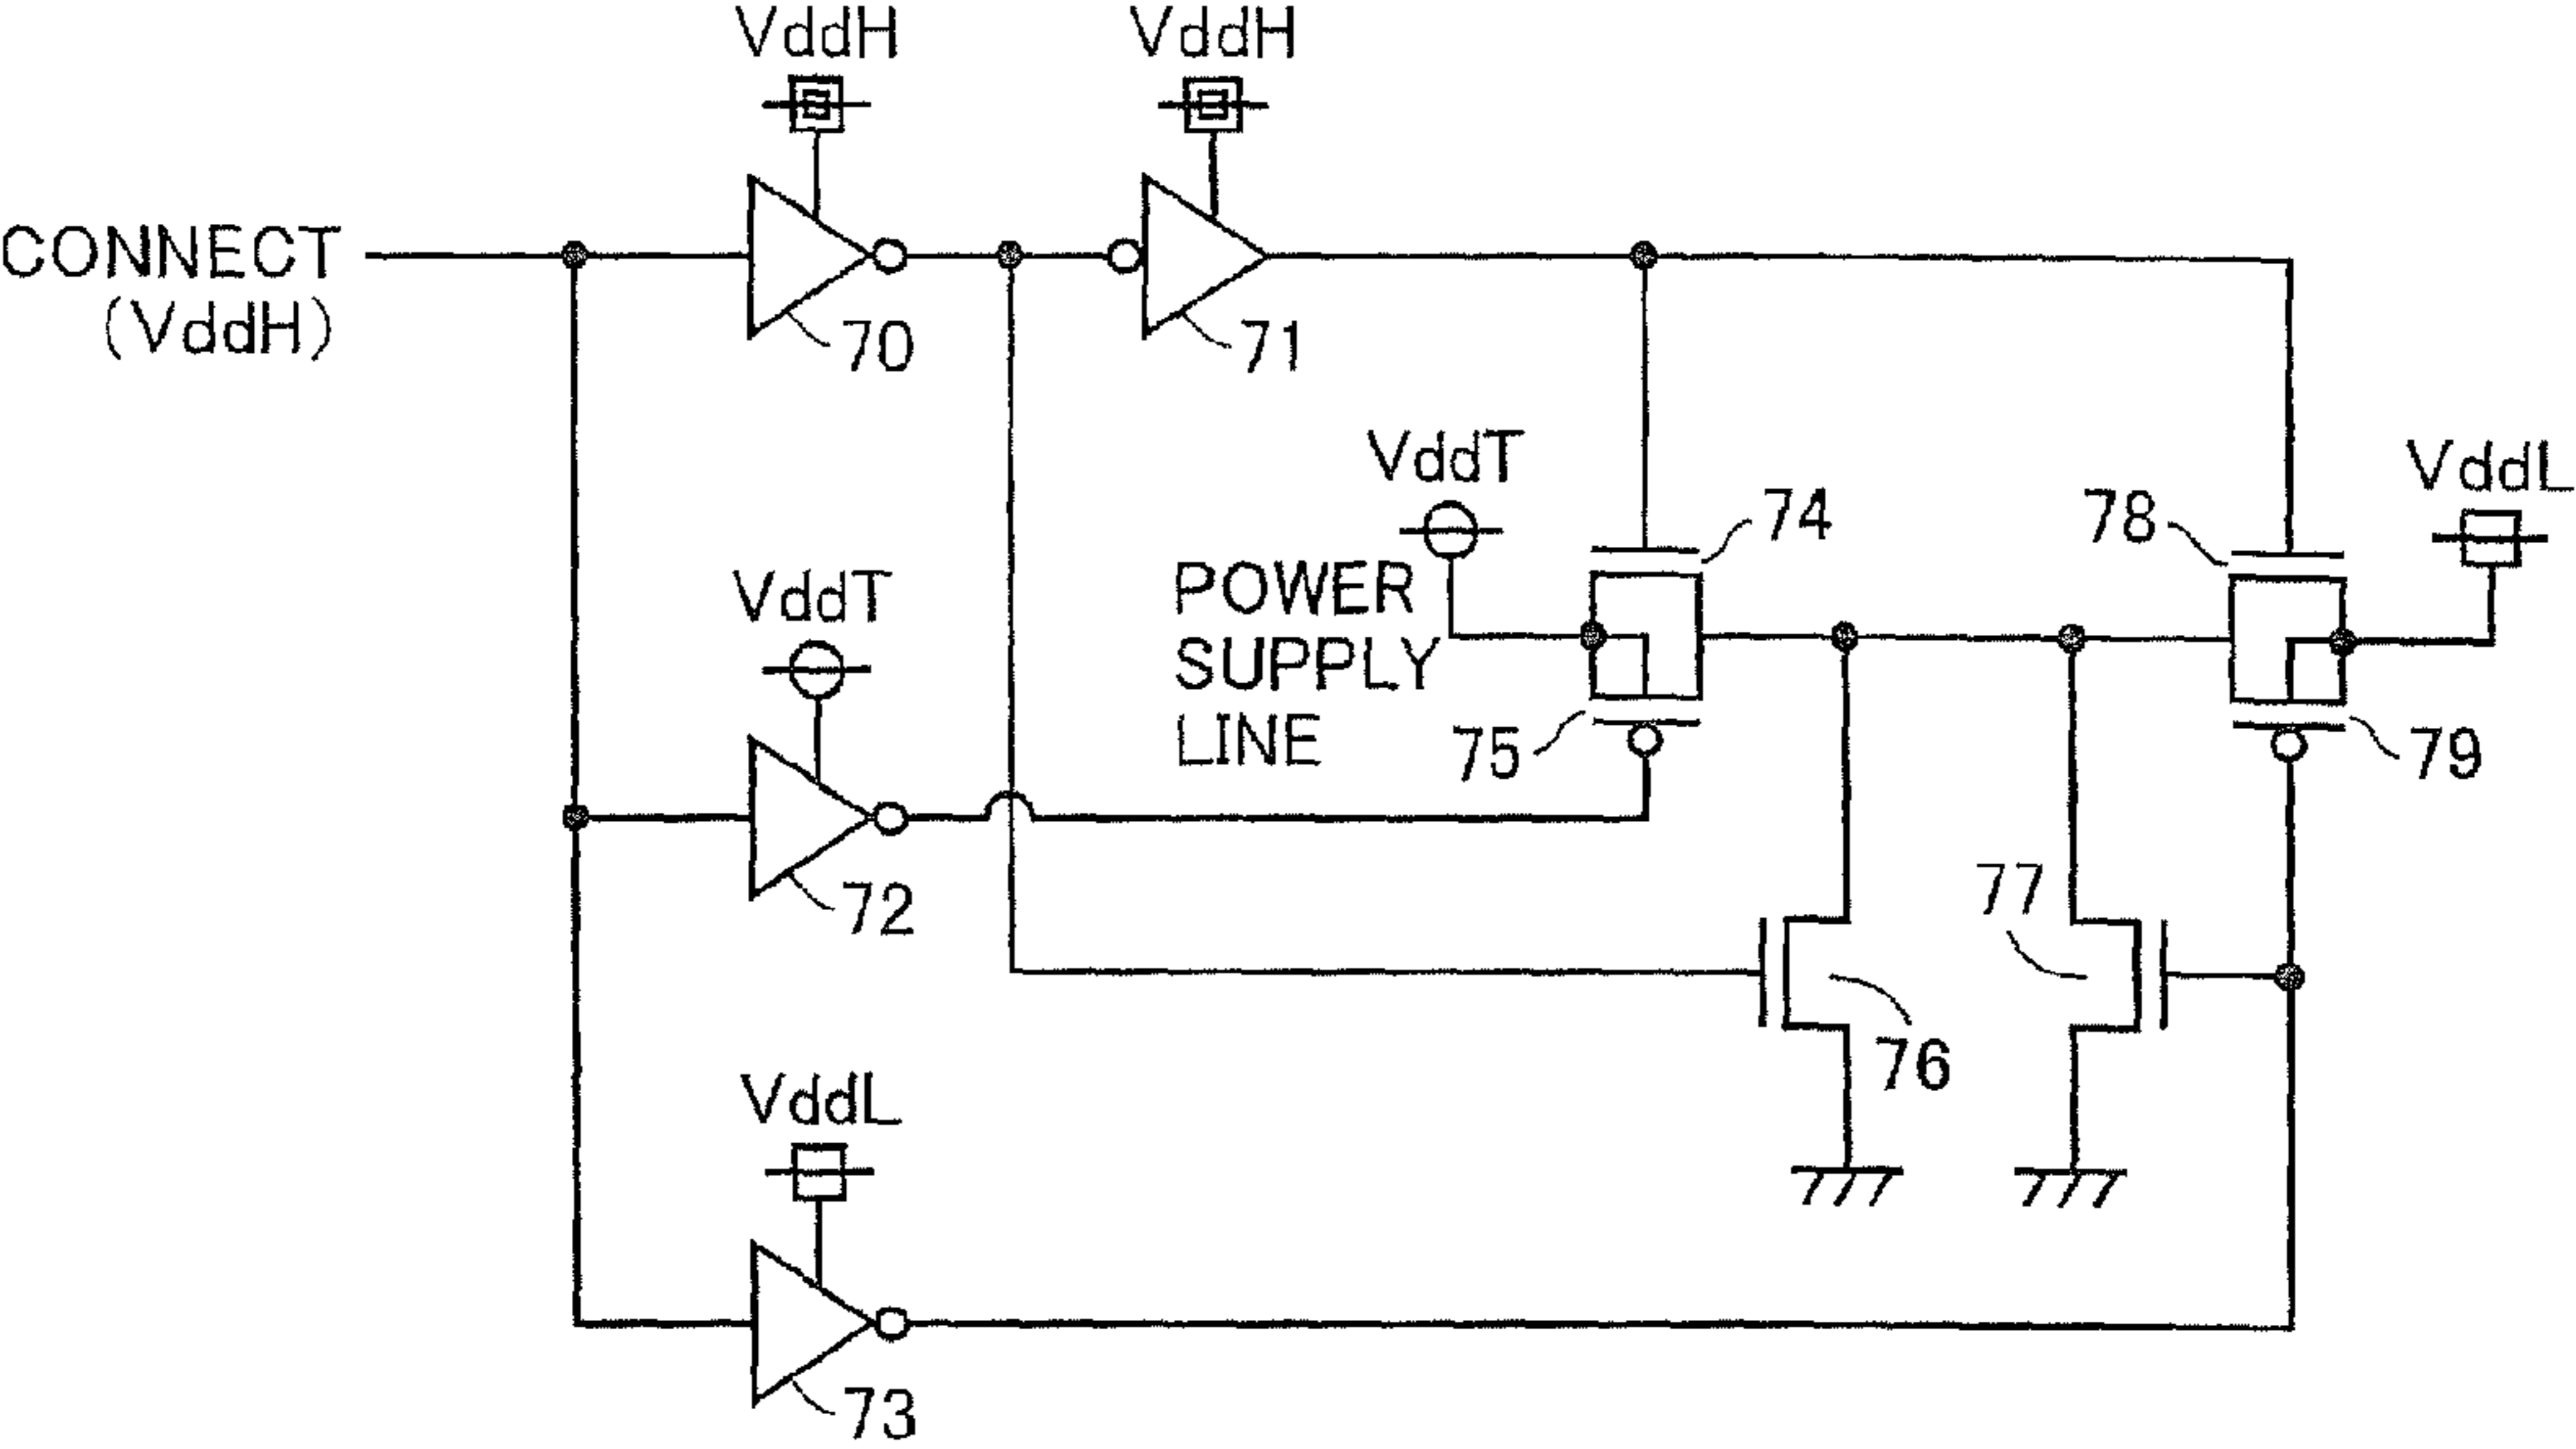 VddH
VddH
CONNECT
(VddH)
70
71
VddT
74
78
VddL
VddT
POWER
SUPPLY
LINE
75
79
72
77
76
VddL
73